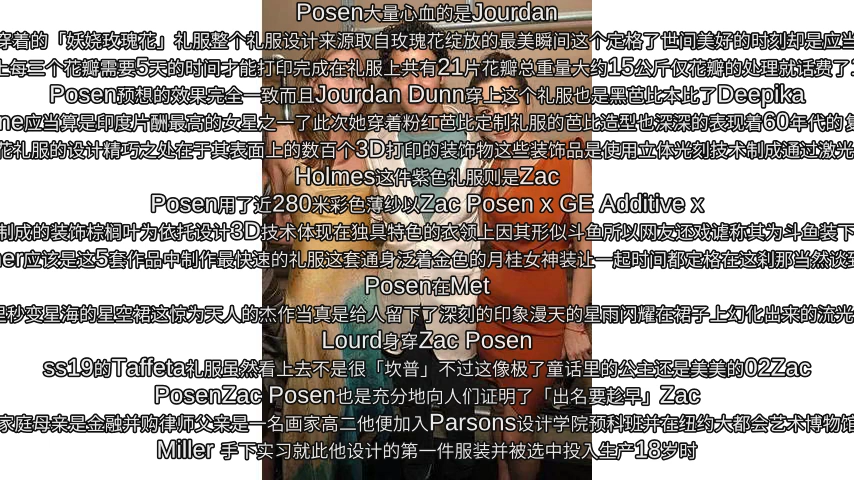 Posen大量心血的是Jourdan
穿着的「妖娆玫瑰花」礼服整个礼服设计来源取自玫瑰花绽放的最美瞬间这个定格了世间美好的时刻却是应当
每三个花瓣需要5天的时间才能打印完成在礼服上共有21片花瓣总重量大约15公斤仅花瓣的处理就话费了
Posen预想的效果完全一致而且Jourdan Dunn穿上这个礼服也是黑芭比本比了Deepika
ne应当算是印度片酬最高的女星之一了此次她穿着粉红芭比定制礼服的芭比造型也深深的表现着60年代的
花礼服的设计精巧之处在于其表面上的数百个3D打印的装饰物这些装饰品是使用立体光刻技术制成通过激光
Holmes这件紫色礼服则是Zac
Posen用了近280米彩色薄纱以Zac Posen x GE Additive x
制成的装饰棕榈叶为依托设计3D技术体现在独具特色的衣领上因其形似斗鱼所以网友还戏谑称其为斗鱼装下
er应该是这5套作品中制作最快速的礼服这套通身泛着金色的月桂女神装让一起时间都定格在这刹那当然谈
Posen在Met
秒变星海的星空裙这惊为天人的杰作当真是给人留下了深刻的印象漫天的星雨闪耀在裙子上幻化出来的流光
Lourd身穿Zac Posen
ss19的Taffeta礼服虽然看上去不是很「坎普」不过这像极了童话里的公主还是美美的02Zac
PosenZac Posen也是充分地向人们证明了「出名要趁早」Zac
家庭母亲是金融并购律师父亲是一名画家高二他便加入Parsons设计学院预科班并在纽约大都会艺术博物馆
Miller 手下实习就此他设计的第一件服装并被选中投入生产18岁时